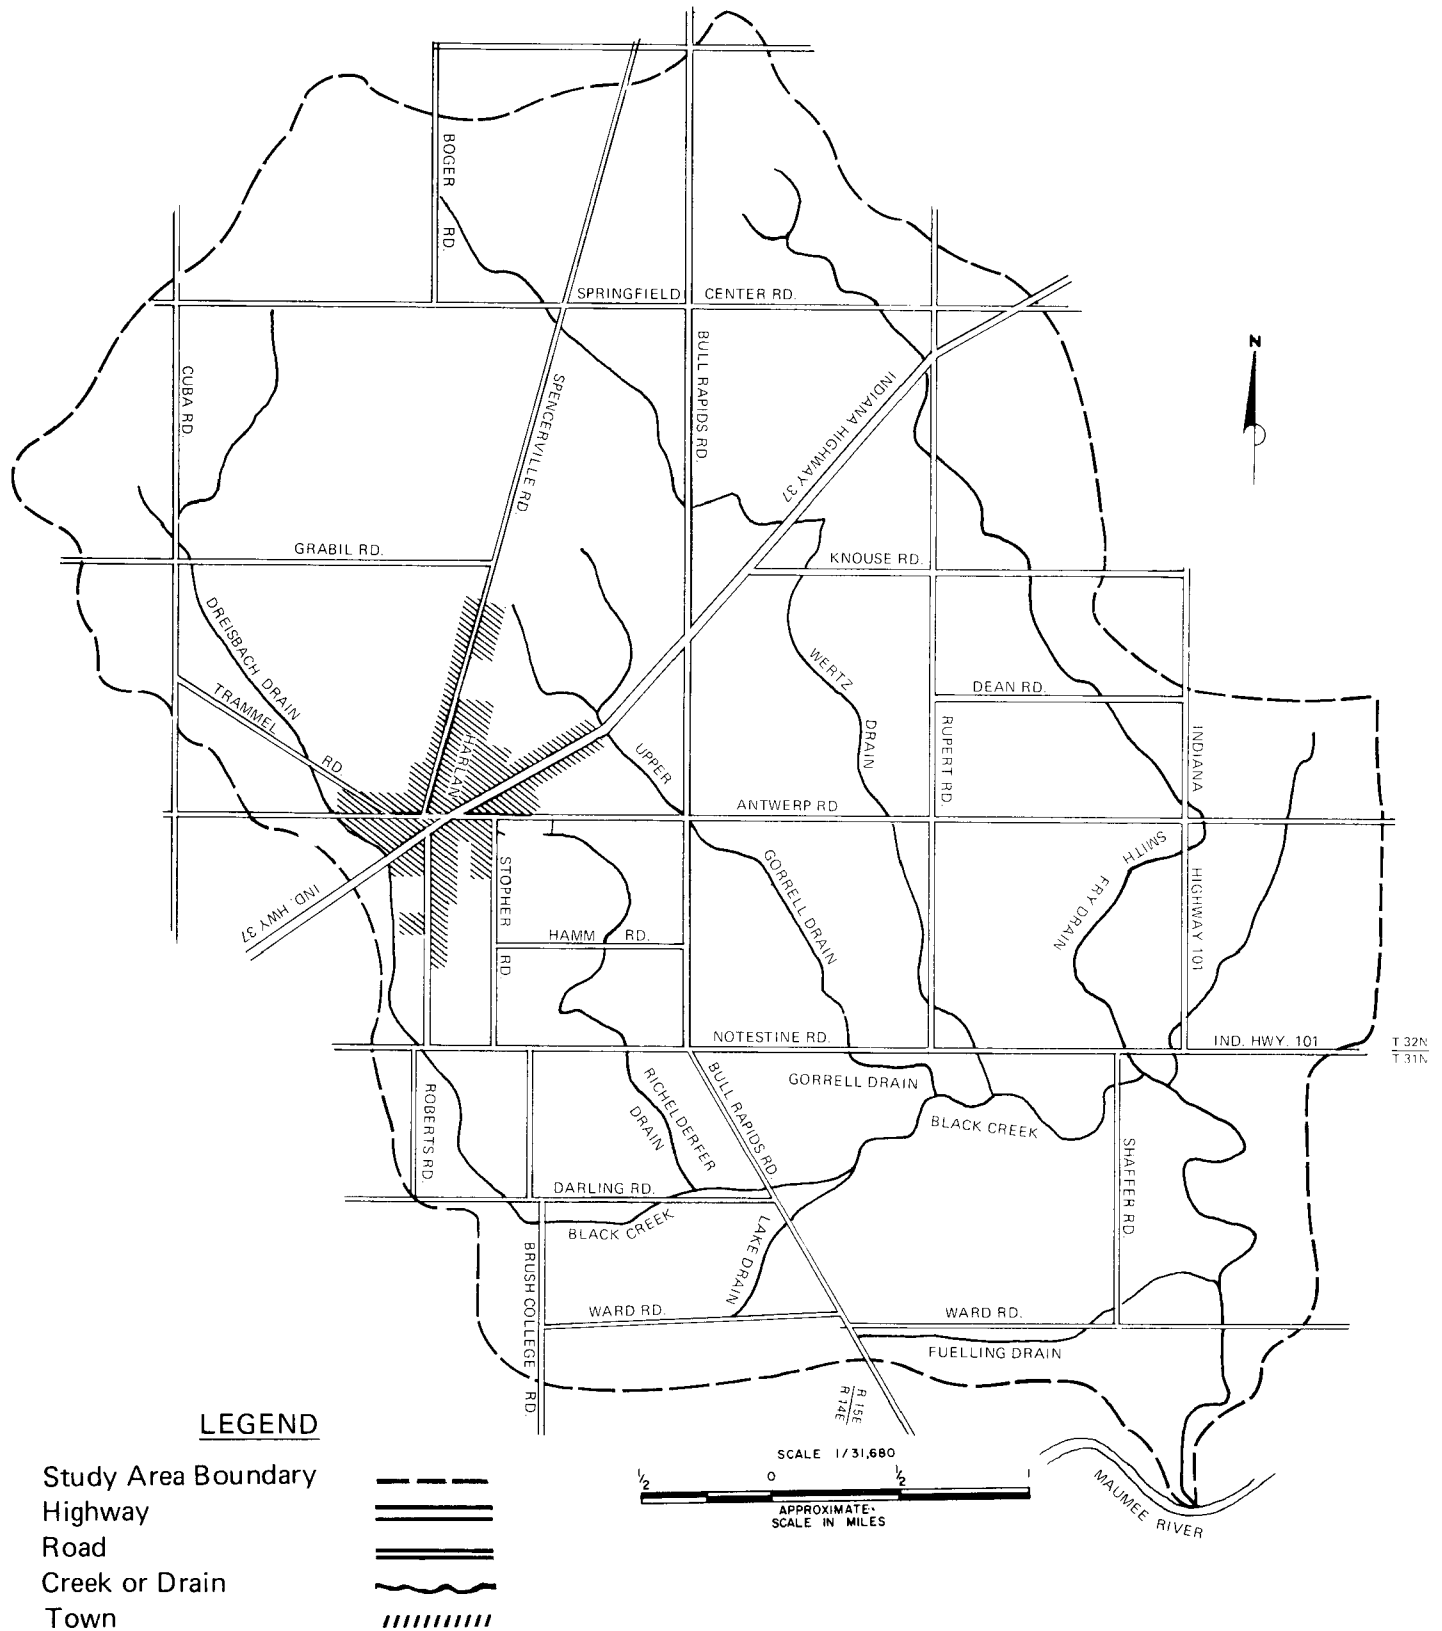 BOGER RD.
SPRINGFIELD CENTER RD.
CUBA RD.
SPENCERVILLE RD.
BULL RAPIDS RD.
INDIANA HIGHWAY 37
N
GRABIL RD.
KNOUSE RD.
DREISBACH DRAIN
TRAMMEL RD.
HARLAN
UPPER
WERTZ DRAIN
DEAN RD.
RUPERT RD.
INDIANA HIGHWAY 101
ANTWERP RD
SMITH FRY DRAIN
GORRELL DRAIN
STOPHER RD
IND. HWY 37
HAMM RD.
NOTESTINE RD.
IND. HWY. 101
T 32N
T 31N
ROBERTS RD.
RICHELDERFER DRAIN
BULL RAPIDS RD.
GORRELL DRAIN
BLACK CREEK
SHAFFER RD.
DARLING RD.
BLACK CREEK
LAKE DRAIN
BRUSH COLLEGE RD.
WARD RD.
WARD RD.
FUELLING DRAIN
R 15E
R 14E
LEGEND
Study Area Boundary
Highway
Road
Creek or Drain
Town
SCALE 1/31,680
½ 0 ½ 1
APPROXIMATE
SCALE IN MILES
MAUMEE RIVER